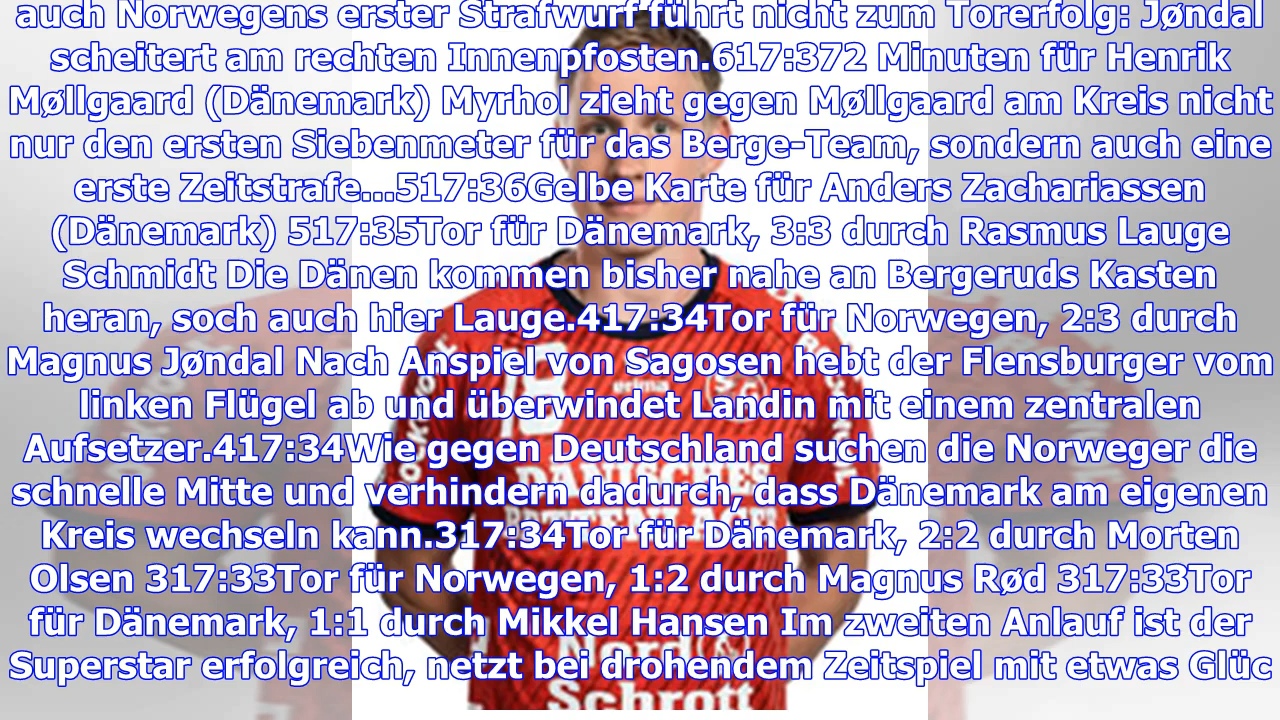 auch Norwegens erster Strafwurf führt nicht zum Torerfolg: Jøndal
scheitert am rechten Innenpfosten.617:372 Minuten für Henrik
Møllgaard (Dänemark) Myrhol zieht gegen Møllgaard am Kreis nicht
nur den ersten Siebenmeter für das Berge-Team, sondern auch eine
erste Zeitstrafe...517:36Gelbe Karte für Anders Zachariassen
(Dänemark) 517:35Tor für Dänemark, 3:3 durch Rasmus Lauge
Schmidt Die Dänen kommen bisher nahe an Bergeruds Kasten
heran, soch auch hier Lauge.417:34Tor für Norwegen, 2:3 durch
Magnus Jøndal Nach Anspiel von Sagosen hebt der Flensburger vom
linken Flügel ab und überwindet Landin mit einem zentralen
Aufsetzer.417:34Wie gegen Deutschland suchen die Norweger die
schnelle Mitte und verhindern dadurch, dass Dänemark am eigenen
Kreis wechseln kann.317:34Tor für Dänemark, 2:2 durch Morten
Olsen 317:33Tor für Norwegen, 1:2 durch Magnus Rød 317:33Tor
für Dänemark, 1:1 durch Mikkel Hansen Im zweiten Anlauf ist der
Superstar erfolgreich, netzt bei drohendem Zeitspiel mit etwas Glüc
erima
DÄNISCHES
BETTENLAGER
Nord
Schrott